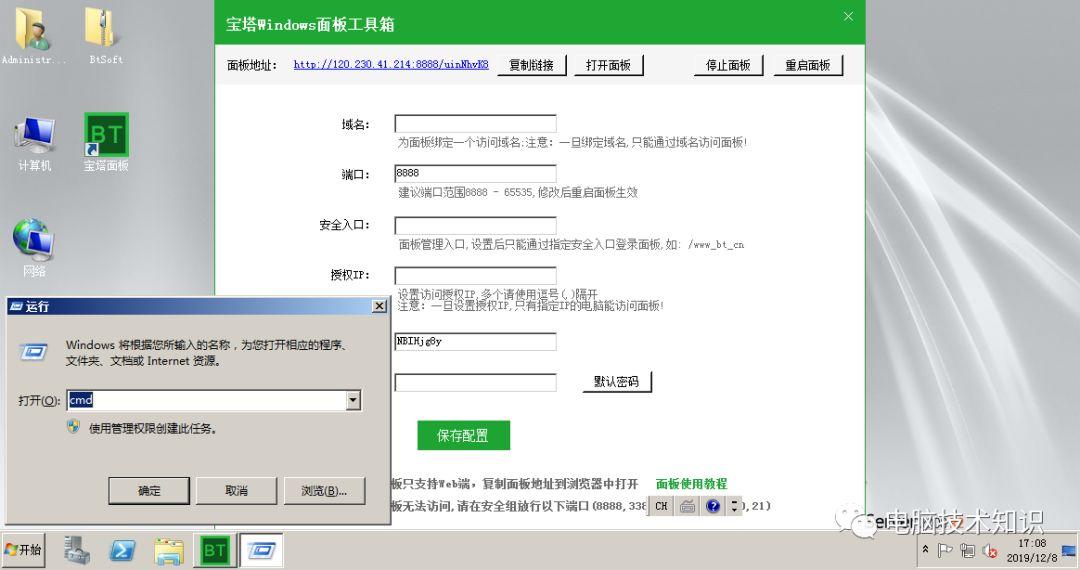 Administr...
BtSoft
计算机
宝塔面板
网络
宝塔Windows面板工具箱
面板地址: http://120.230.41.214:8888/uinNhvK8 复制链接 打开面板 停止面板 重启面板
域名:
为面板绑定一个访问域名;注意: 一旦绑定域名,只能通过域名访问面板!
端口: 8888
建议端口范围8888 - 65535,修改后重启面板生效
安全入口:
面板管理入口,设置后只能通过指定安全入口登录面板,如: /www_bt_cn
授权IP:
设置访问授权IP,多个请使用逗号(,)隔开
注意: 一旦设置授权IP,只有指定IP的电脑能访问面板!
NBIHjg8y
默认密码
保存配置
板只支持Web端,复制面板地址到浏览器中打开 面板使用教程
板无法访问,请在安全组放行以下端口(8888,338
CH
),21)
运行
Windows 将根据您所输入的名称,为您打开相应的程序、
文件夹、文档或 Internet 资源。
打开(O): cmd
使用管理权限创建此任务。
确定 取消 浏览(B)...
电脑技术知识
开始
BT
17:08
2019/12/8